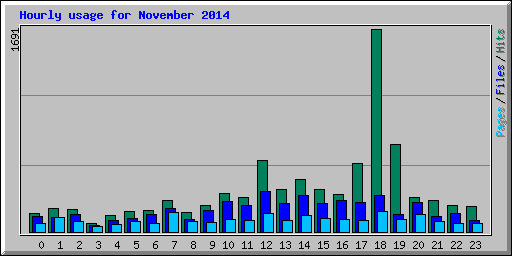 Hourly usage for November 2014
1691
Pages / Files / Hits
0 1 2 3 4 5 6 7 8 9 10 11 12 13 14 15 16 17 18 19 20 21 22 23